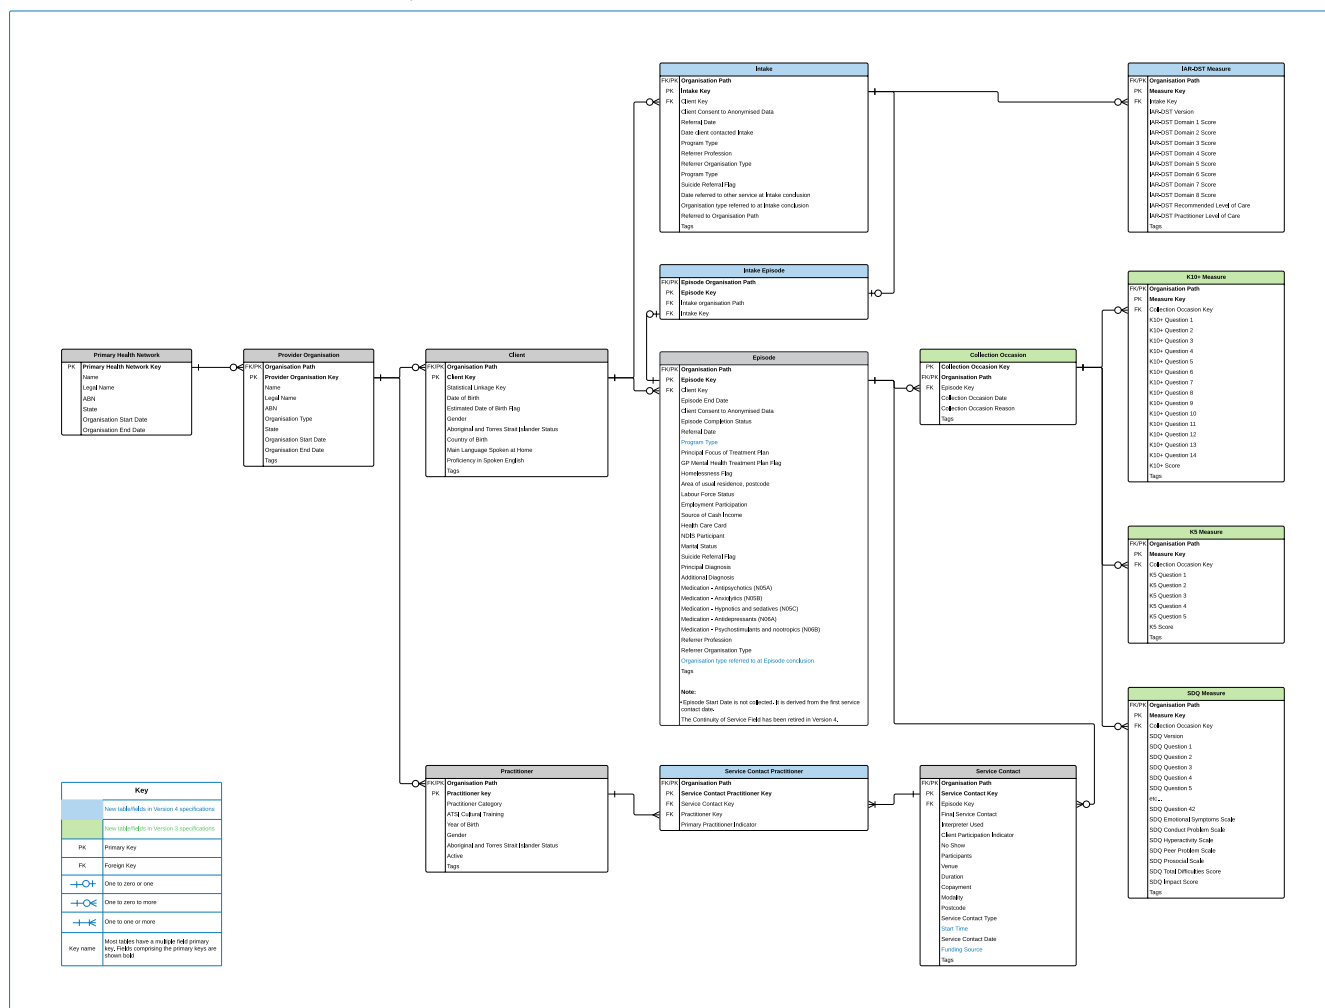 Intake
FK/PK Organisation Path
PK Intake Key
FK Client Key
Client Consent to Anonymised Data
Referral Date
Date client contacted Intake
Program Type
Referrer Profession
Referrer Organisation Type
Program Type
Suicide Referral Flag
Date referred to other service at Intake conclusion
Organisation type referred to at Intake conclusion
Referred to Organisation Path
Tags
IAR-DST Measure
FK/PK Organisation Path
PK Measure Key
FK Intake Key
IAR-DST Version
IAR-DST Domain 1 Score
IAR-DST Domain 2 Score
IAR-DST Domain 3 Score
IAR-DST Domain 4 Score
IAR-DST Domain 5 Score
IAR-DST Domain 6 Score
IAR-DST Domain 7 Score
IAR-DST Domain 8 Score
IAR-DST Recommended Level of Care
IAR-DST Practitioner Level of Care
Tags
Intake Episode
FK/PK Episode Organisation Path
PK Episode Key
FK Intake organisation Path
FK Intake Key
K10+ Measure
FK/PK Organisation Path
PK Measure Key
FK Collection Occasion Key
K10+ Question 1
K10+ Question 2
K10+ Question 3
K10+ Question 4
K10+ Question 5
K10+ Question 6
K10+ Question 7
K10+ Question 8
K10+ Question 9
K10+ Question 10
K10+ Question 11
K10+ Question 12
K10+ Question 13
K10+ Question 14
K10+ Score
Tags
Primary Health Network
PK Primary Health Network Key
Name
Legal Name
ABN
State
Organisation Start Date
Organisation End Date
Provider Organisation
FK/PK Organisation Path
PK Provider Organisation Key
Name
Legal Name
ABN
Organisation Type
State
Organisation Start Date
Organisation End Date
Tags
Client
FK/PK Organisation Path
PK Client Key
Statistical Linkage Key
Date of Birth
Estimated Date of Birth Flag
Gender
Aboriginal and Torres Strait Islander Status
Country of Birth
Main Language Spoken at Home
Proficiency in Spoken English
Tags
Episode
FK/PK Organisation Path
PK Episode Key
FK Client Key
Episode End Date
Client Consent to Anonymised Data
Episode Completion Status
Referral Date
Program Type
Principal Focus of Treatment Plan
GP Mental Health Treatment Plan Flag
Homelessness Flag
Area of usual residence, postcode
Labour Force Status
Employment Participation
Source of Cash Income
Health Care Card
NDIS Participant
Marital Status
Suicide Referral Flag
Principal Diagnosis
Additional Diagnosis
Medication - Antipsychotics (N05A)
Medication - Anxiolytics (N05B)
Medication - Hypnotics and sedatives (N05C)
Medication - Antidepressants (N06A)
Medication - Psychostimulants and nootropics (N06B)
Referrer Profession
Referrer Organisation Type
Organisation type referred to at Episode conclusion
Tags
Note:
• Episode Start Date is not collected. It is derived from the first service
contact date.
The Continuity of Service Field has been retired in Version 4.
Collection Occasion
PK Collection Occasion Key
FK/PK Organisation Path
FK Episode Key
Collection Occasion Date
Collection Occasion Reason
Tags
K5 Measure
FK/PK Organisation Path
PK Measure Key
FK Collection Occasion Key
K5 Question 1
K5 Question 2
K5 Question 3
K5 Question 4
K5 Question 5
K5 Score
Tags
SDQ Measure
FK/PK Organisation Path
PK Measure Key
FK Collection Occasion Key
SDQ Version
SDQ Question 1
SDQ Question 2
SDQ Question 3
SDQ Question 4
SDQ Question 5
etc...
SDQ Question 42
SDQ Emotional Symptoms Scale
SDQ Conduct Problem Scale
SDQ Hyperactivity Scale
SDQ Peer Problem Scale
SDQ Prosocial Scale
SDQ Total Difficulties Score
SDQ Impact Score
Tags
Practitioner
FK/PK Organisation Path
PK Practitioner key
Practitioner Category
ATSI Cultural Training
Year of Birth
Gender
Aboriginal and Torres Strait Islander Status
Active
Tags
Service Contact Practitioner
FK/PK Organisation Path
PK Service Contact Practitioner Key
FK Service Contact Key
FK Practitioner Key
Primary Practitioner Indicator
Service Contact
FK/PK Organisation Path
PK Service Contact Key
FK Episode Key
Final Service Contact
Interpreter Used
Client Participation Indicator
No Show
Participants
Venue
Duration
Copayment
Modality
Postcode
Service Contact Type
Start Time
Service Contact Date
Funding Source
Tags
Key
New table/fields in Version 4 specifications
New table/fields in Version 3 specifications
PK Primary Key
FK Foreign Key
One to zero or one
One to zero to more
One to one or more
Key name Most tables have a multiple field primary
key. Fields comprising the primary keys are
shown bold